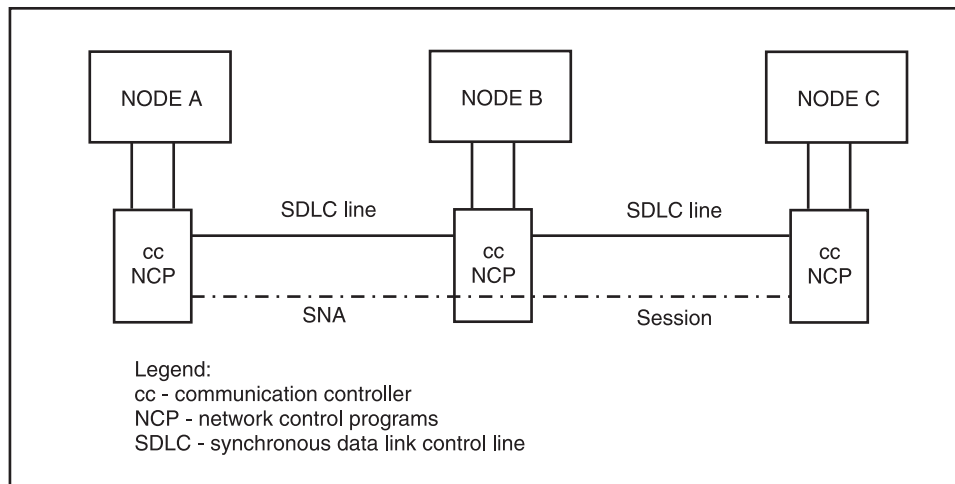 NODE A
NODE B
NODE C
SDLC line
SDLC line
cc
NCP
cc
NCP
cc
NCP
SNA
Session
Legend:
cc - communication controller
NCP - network control programs
SDLC - synchronous data link control line